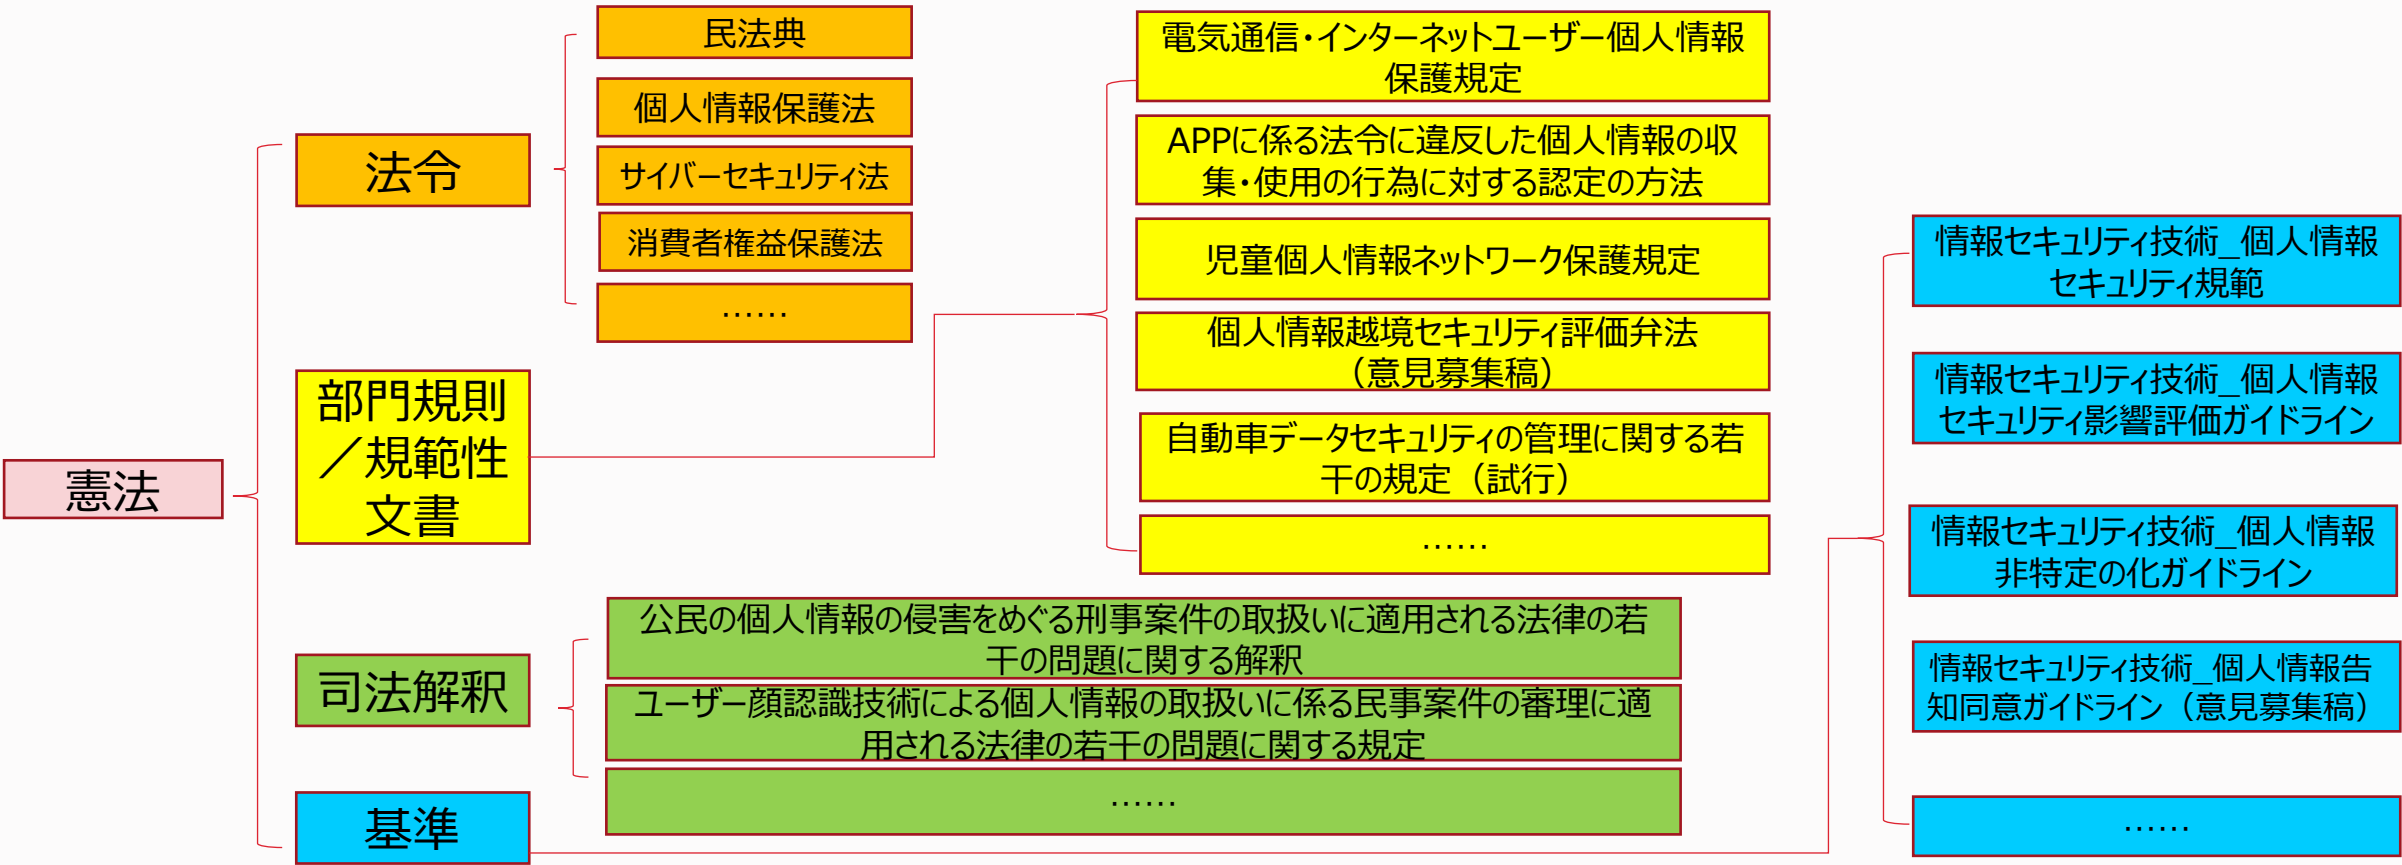 憲法
法令
民法典
個人情報保護法
サイバーセキュリティ法
消費者権益保護法
……
部門規則
／規範性
文書
電気通信・インターネットユーザー個人情報
保護規定
APPに係る法令に違反した個人情報の収
集・使用の行為に対する認定の方法
児童個人情報ネットワーク保護規定
個人情報越境セキュリティ評価弁法
（意見募集稿）
自動車データセキュリティの管理に関する若
干の規定（試行）
……
司法解釈
公民の個人情報の侵害をめぐる刑事案件の取扱いに適用される法律の若
干の問題に関する解釈
ユーザー顔認識技術による個人情報の取扱いに係る民事案件の審理に適
用される法律の若干の問題に関する規定
……
基準
情報セキュリティ技術_個人情報
セキュリティ規範
情報セキュリティ技術_個人情報
セキュリティ影響評価ガイドライン
情報セキュリティ技術_個人情報
非特定の化ガイドライン
情報セキュリティ技術_個人情報告
知同意ガイドライン（意見募集稿）
……